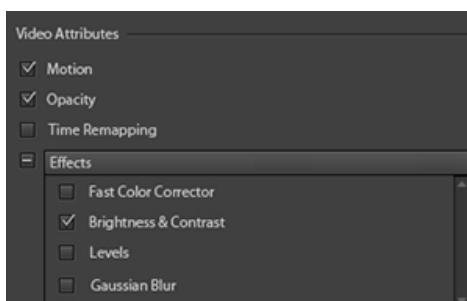 Video Attributes
Motion
Opacity
Time Remapping
Effects
Fast Color Corrector
Brightness & Contrast
Levels
Gaussian Blur